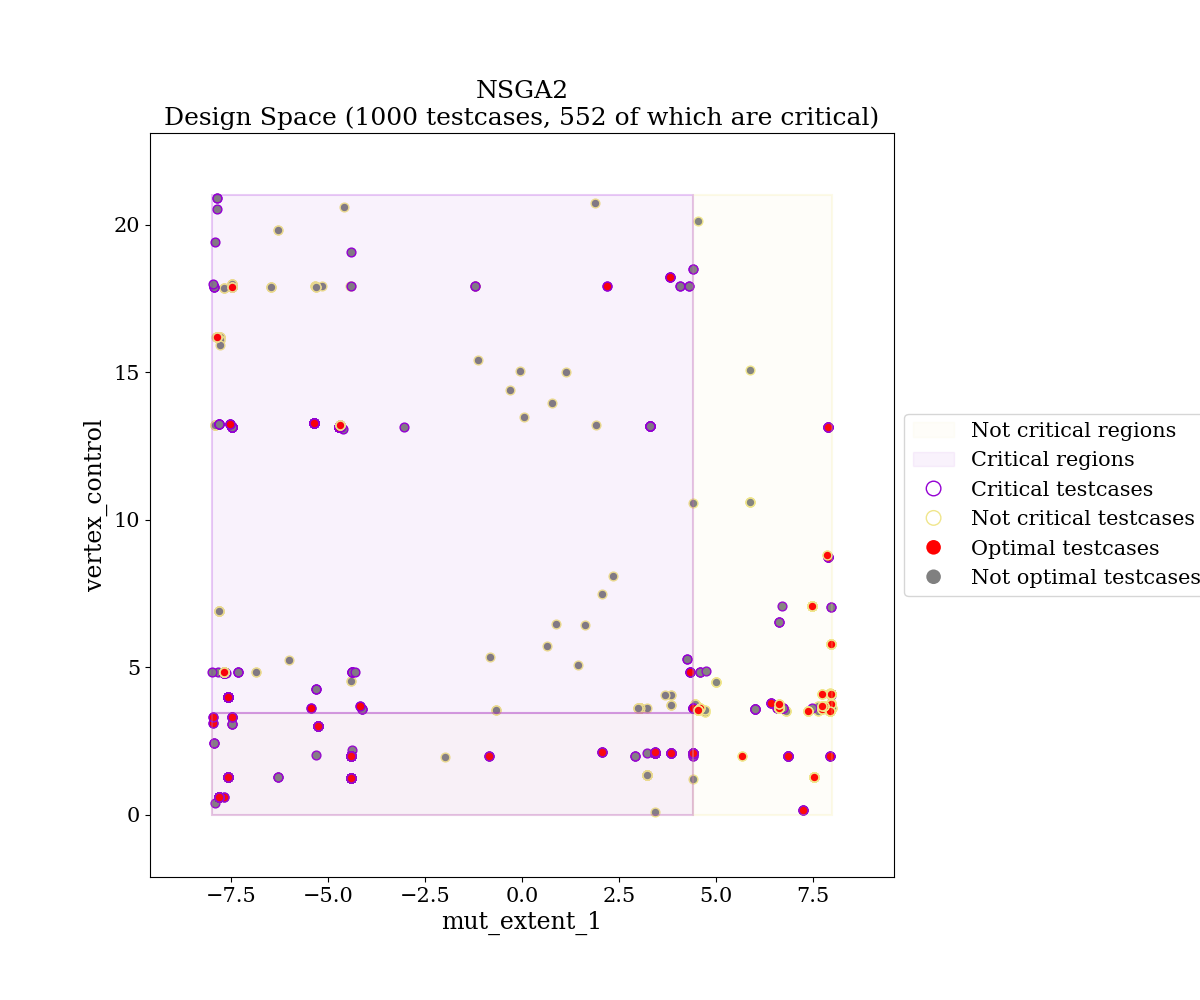 NSGA2
Design Space (1000 testcases, 552 of which are critical)
20
15
10
5
0
vertex_control
−7.5 −5.0 −2.5 0.0 2.5 5.0 7.5
mut_extent_1
Not critical regions
Critical regions
Critical testcases
Not critical testcases
Optimal testcases
Not optimal testcases